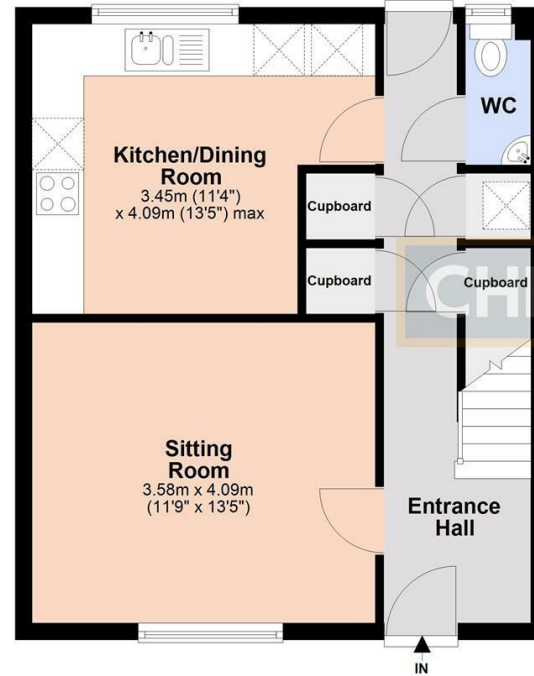 WC
Kitchen/Dining
Room
3.45m (11'4")
x 4.09m (13'5") max
Cupboard
Cupboard
Cupboard
Sitting
Room
3.58m x 4.09m
(11'9" x 13'5")
Entrance
Hall
IN